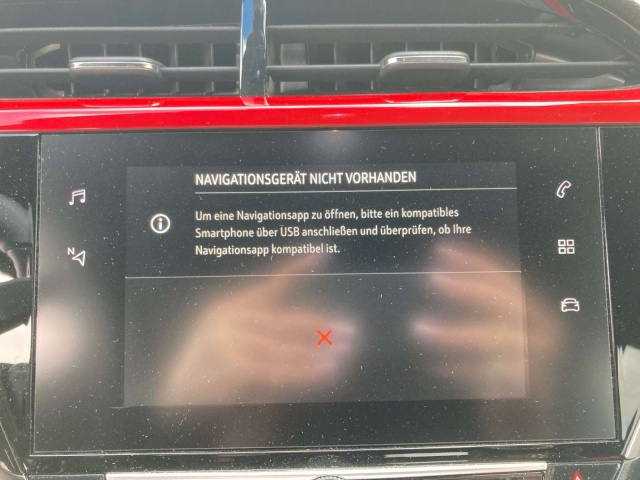 NAVIGATIONSGERÄT NICHT VORHANDEN
Um eine Navigationsapp zu öffnen, bitte ein kompatibles
Smartphone über USB anschließen und überprüfen, ob Ihre
Navigationsapp kompatibel ist.
N